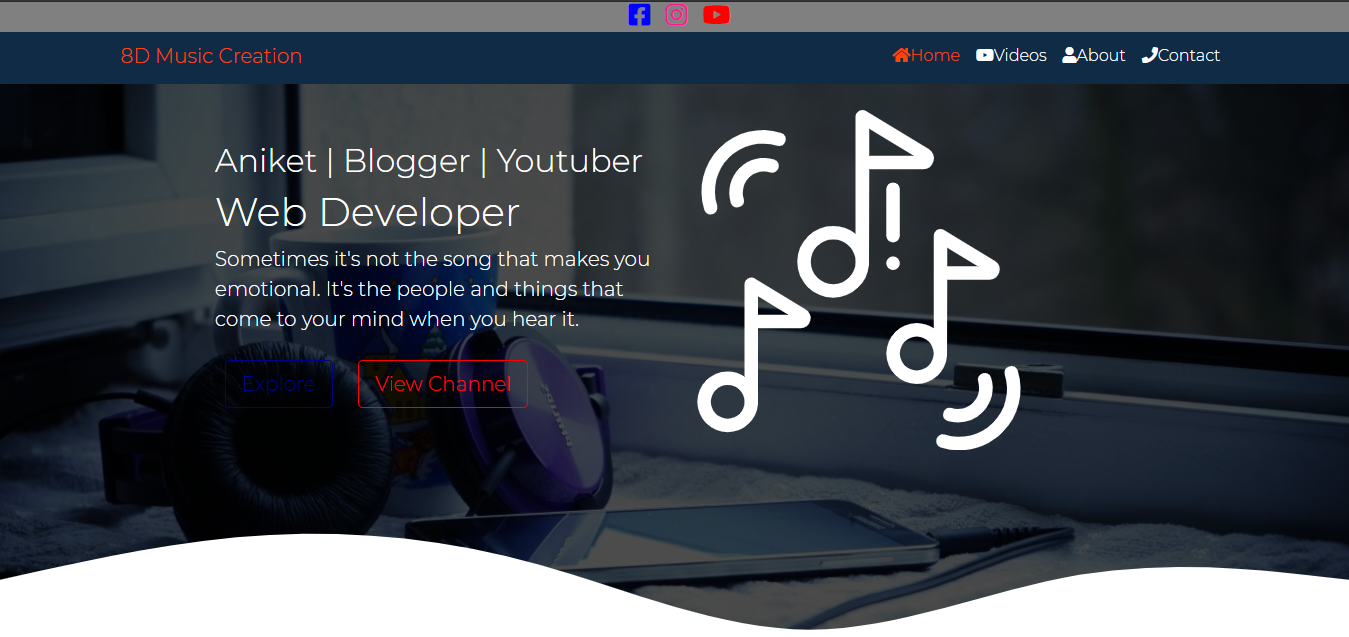 8D Music Creation
Home Videos About Contact
Aniket | Blogger | Youtuber
Web Developer
Sometimes it's not the song that makes you
emotional. It's the people and things that
come to your mind when you hear it.
Explore View Channel